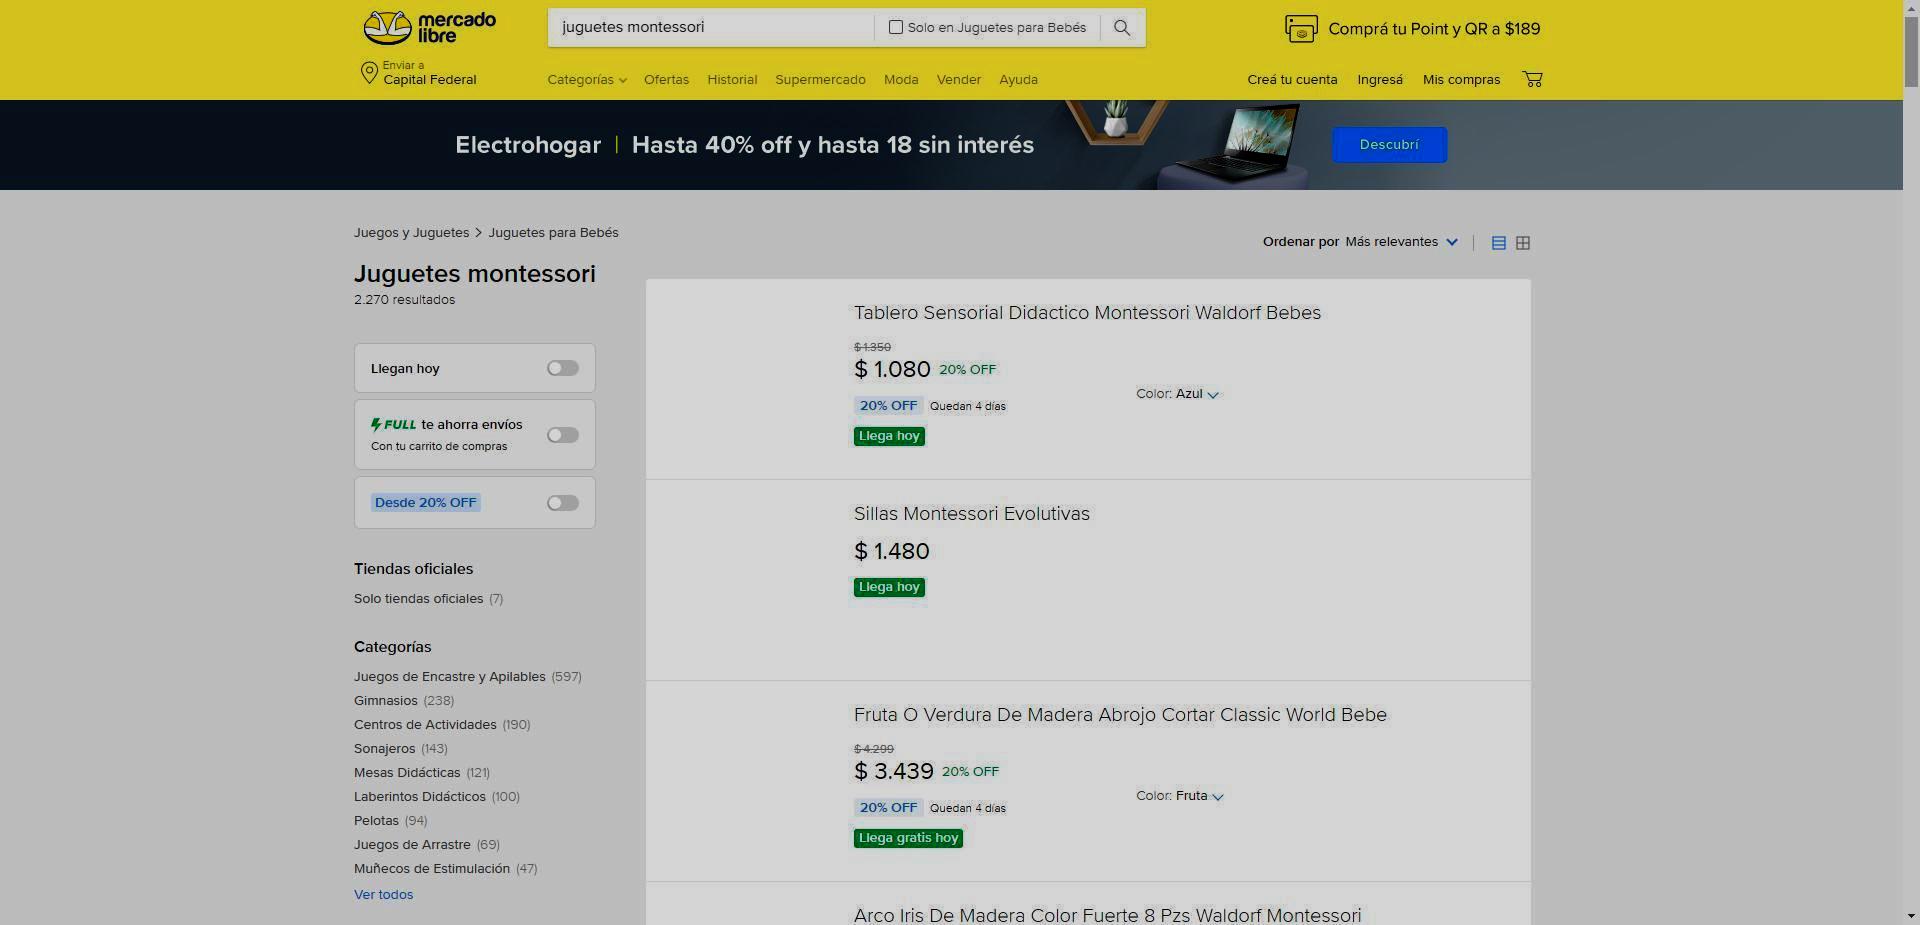 mercado
libre
juguetes montessori
Solo en Juguetes para Bebés
Comprá tu Point y QR a $189
Enviar a
Capital Federal
Categorías
Ofertas
Historial
Supermercado
Moda
Vender
Ayuda
Creá tu cuenta
Ingresá
Mis compras
Electrohogar | Hasta 40% off y hasta 18 sin interés
Descubrí
Juegos y Juguetes > Juguetes para Bebés
Ordenar por Más relevantes
Juguetes montessori
2.270 resultados
Llegan hoy
FULL te ahorra envíos
Con tu carrito de compras
Desde 20% OFF
Tiendas oficiales
Solo tiendas oficiales (7)
Categorías
Juegos de Encastre y Apilables (597)
Gimnasios (238)
Centros de Actividades (190)
Sonajeros (143)
Mesas Didácticas (121)
Laberintos Didácticos (100)
Pelotas (94)
Juegos de Arrastre (69)
Muñecos de Estimulación (47)
Ver todos
Tablero Sensorial Didactico Montessori Waldorf Bebes
$ 1.350
$ 1.080 20% OFF
20% OFF Quedan 4 días
Color: Azul
Llega hoy
Sillas Montessori Evolutivas
$ 1.480
Llega hoy
Fruta O Verdura De Madera Abrojo Cortar Classic World Bebe
$ 4.299
$ 3.439 20% OFF
20% OFF Quedan 4 días
Color: Fruta
Llega gratis hoy
Arco Iris De Madera Color Fuerte 8 Pzs Waldorf Montessori